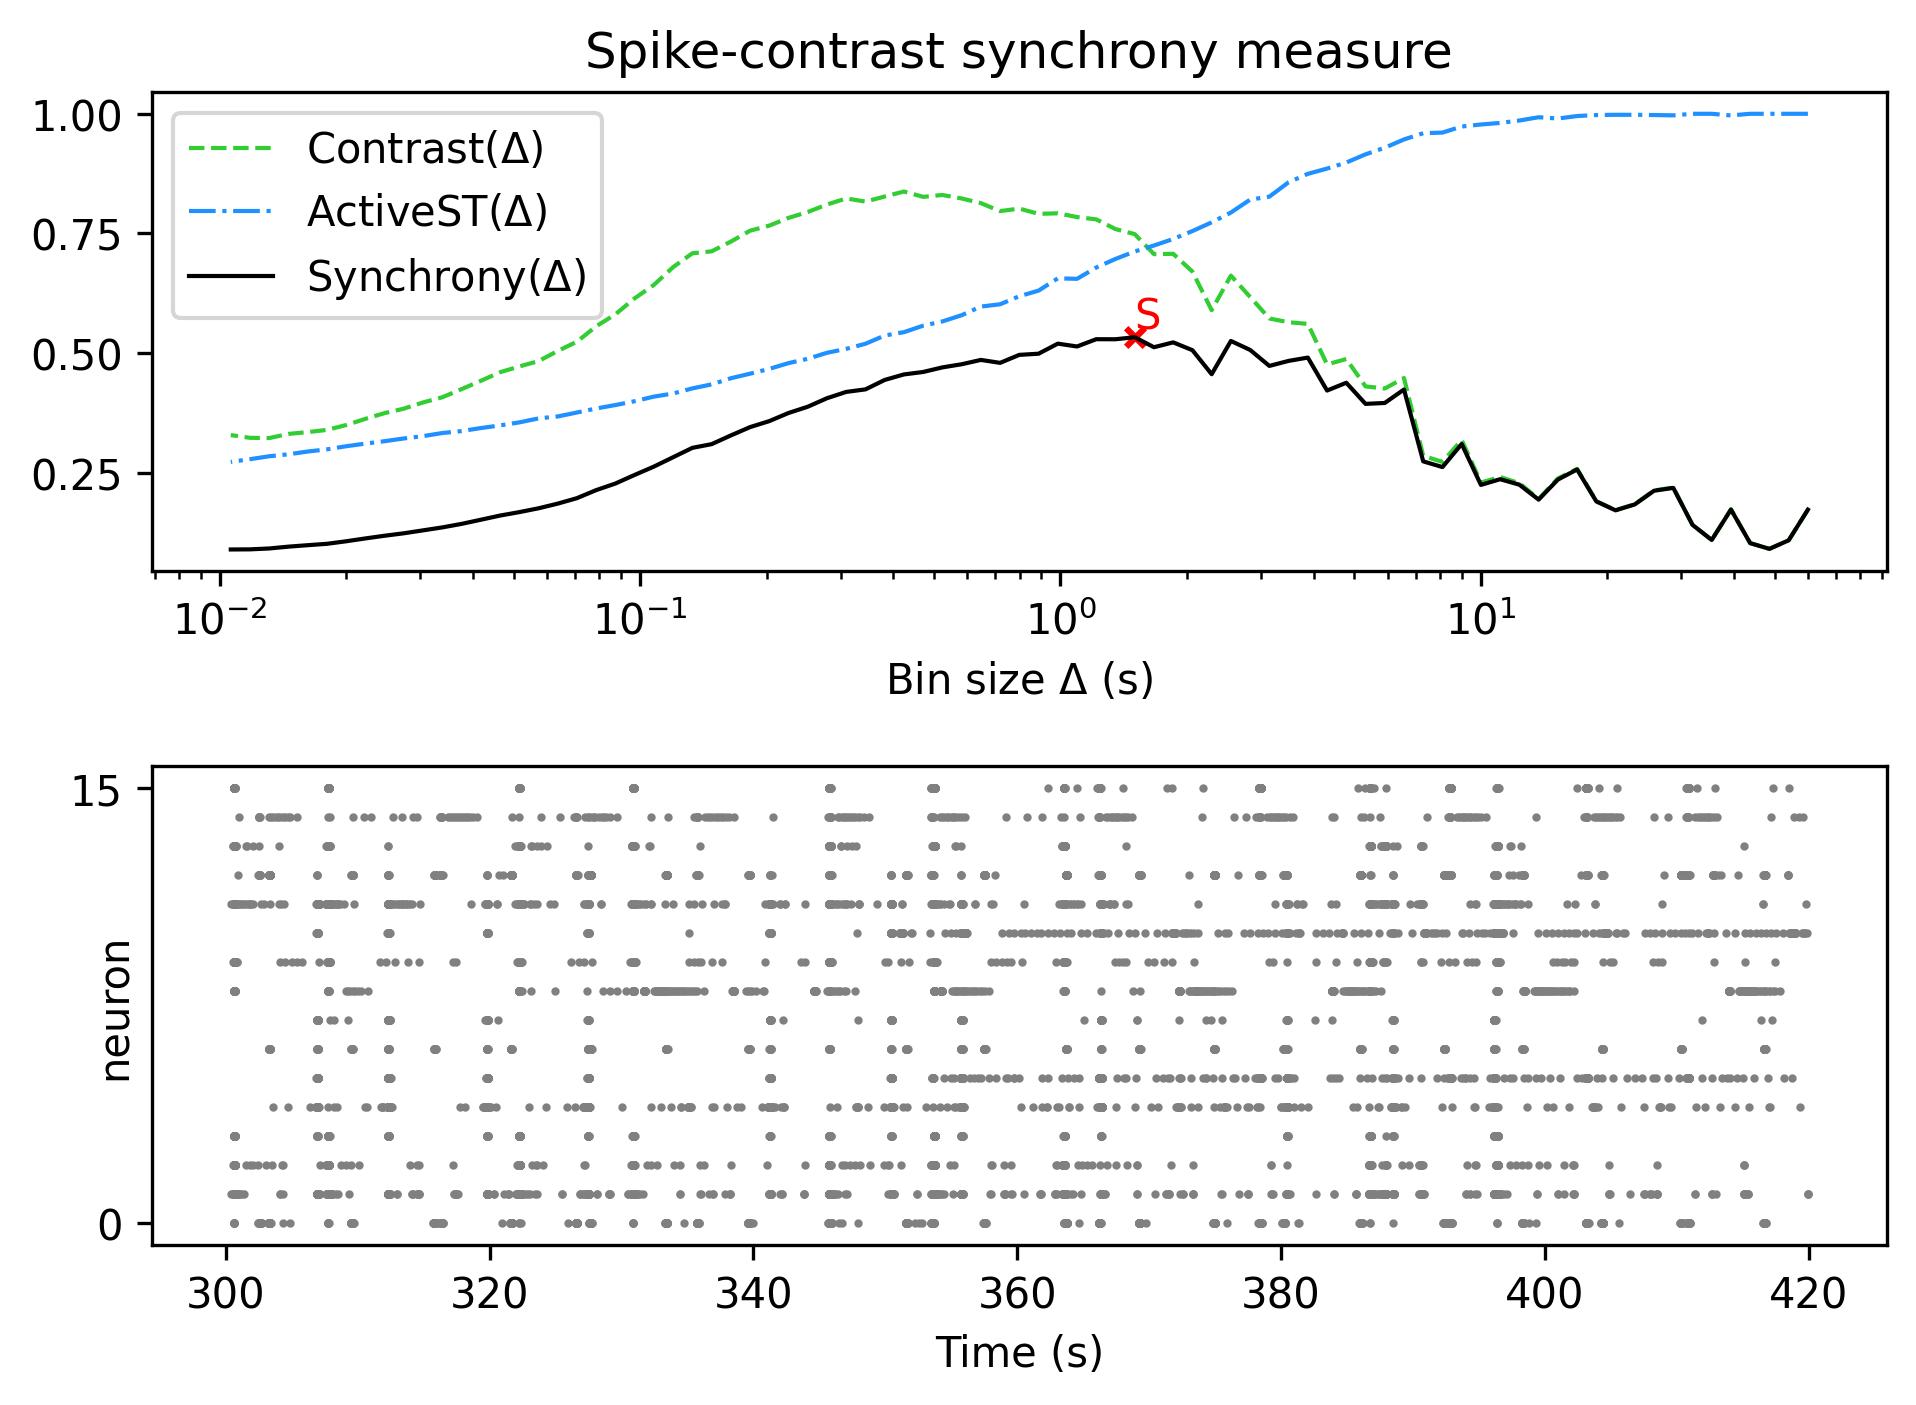 Spike-contrast synchrony measure
1.00
0.75
0.50
0.25
Contrast(Δ)
ActiveST(Δ)
Synchrony(Δ)
S
10⁻² 10⁻¹ 10⁰ 10¹
Bin size Δ (s)
15
0
neuron
300 320 340 360 380 400 420
Time (s)